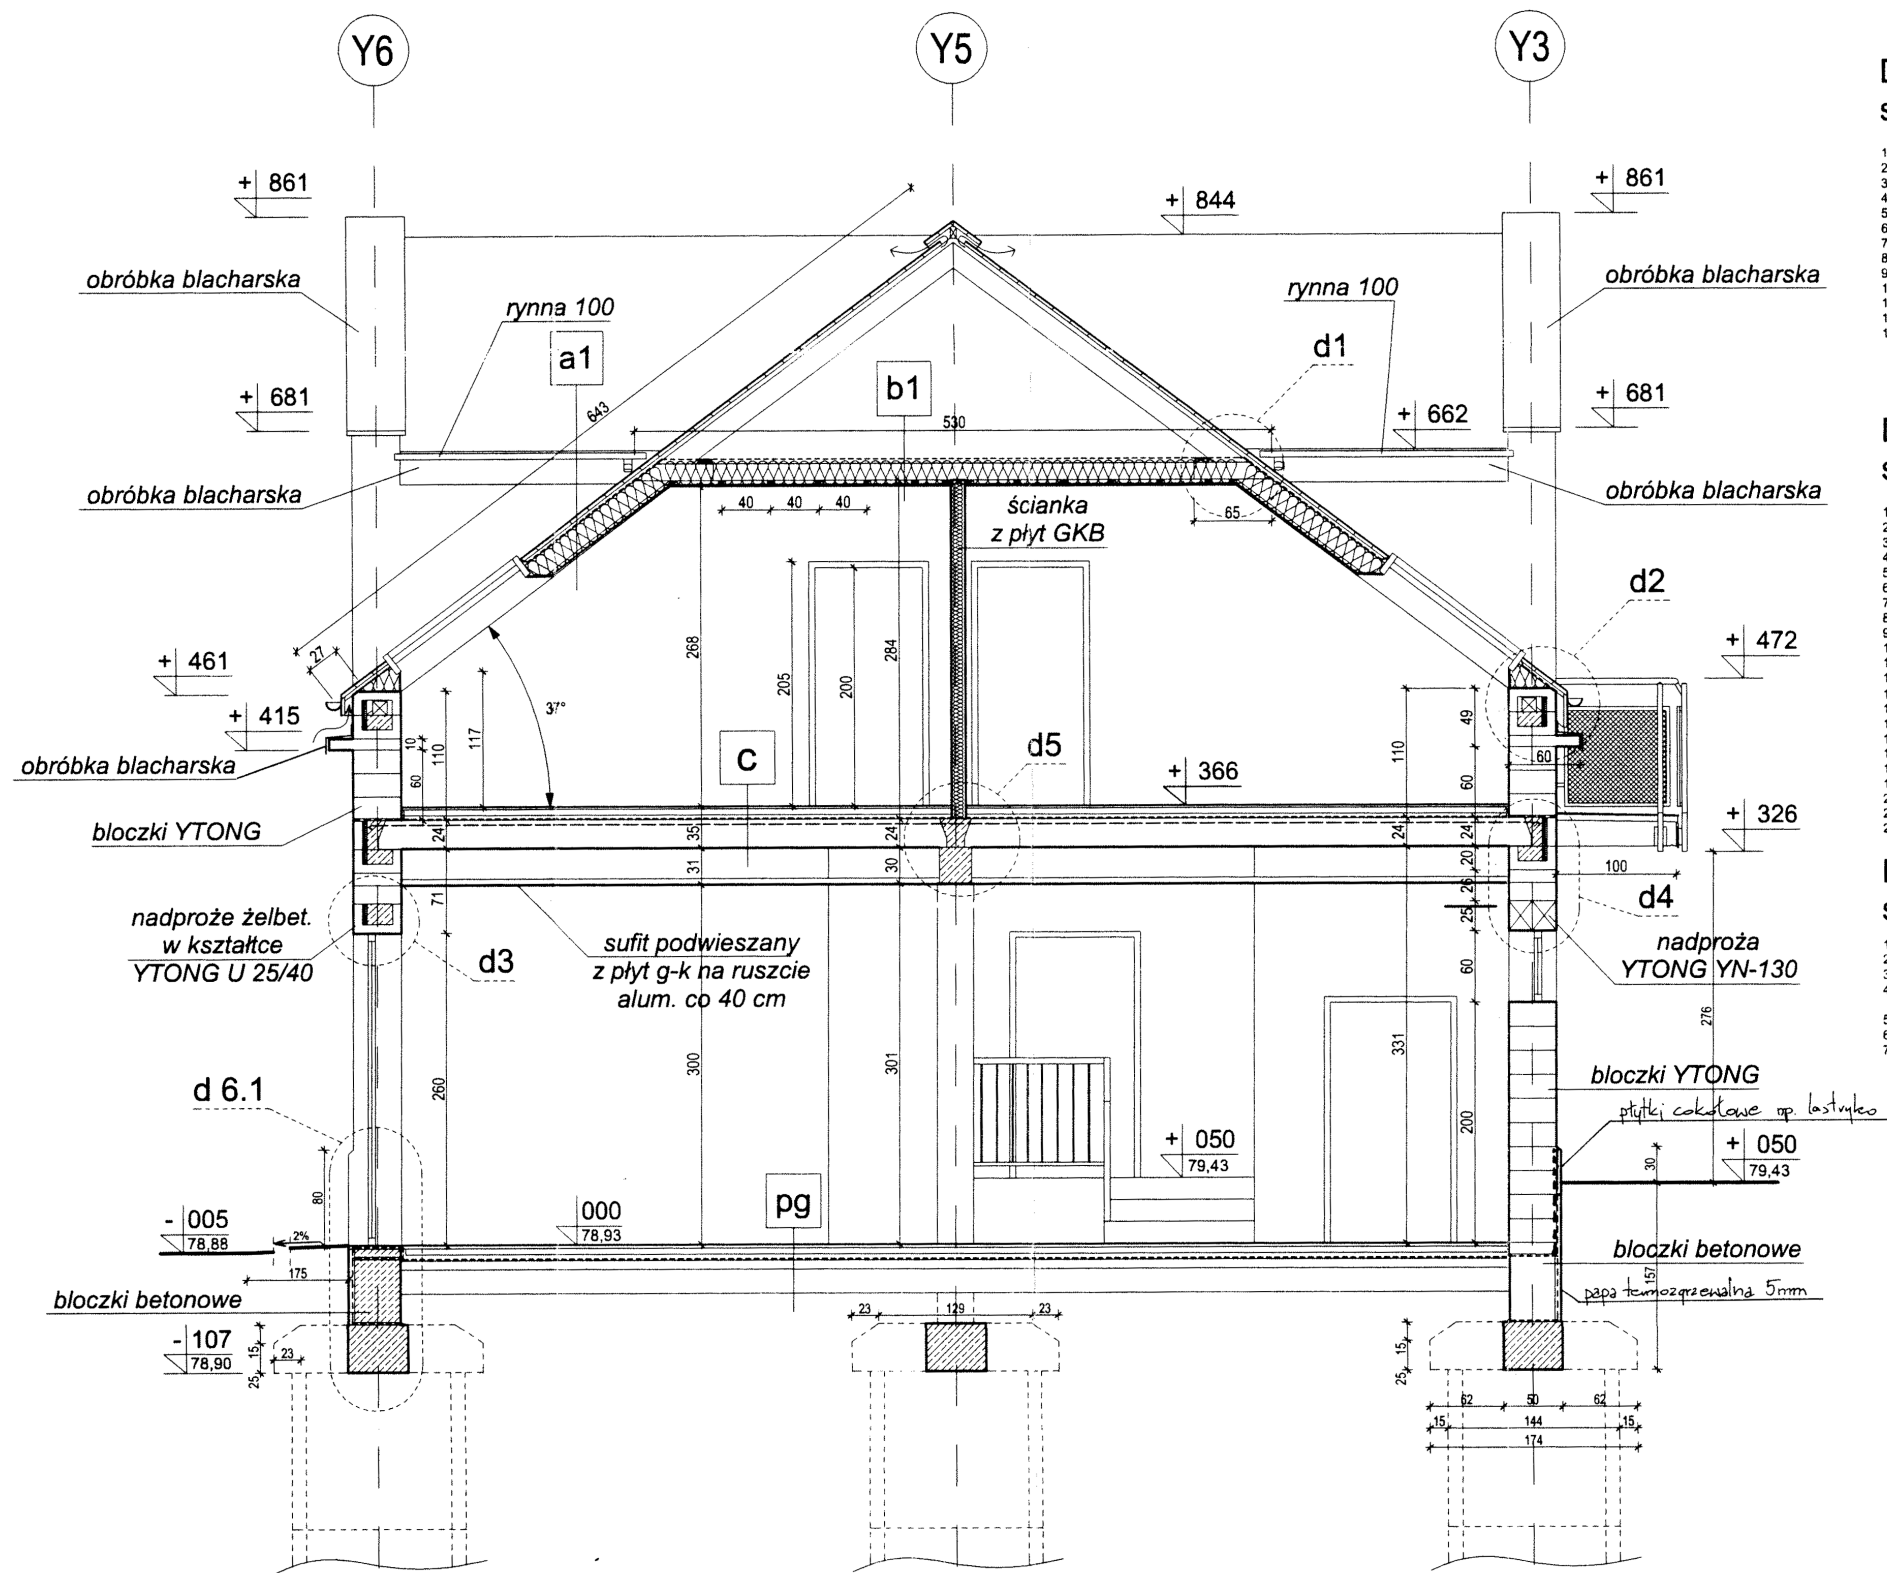 Y6
Y5
Y3
+ 861
+ 844
+ 861
obróbka blacharska
obróbka blacharska
rynna 100
rynna 100
a1
b1
d1
643
530
+ 681
+ 662
+ 681
obróbka blacharska
obróbka blacharska
40
40
40
ścianka
z płyt GKB
65
d2
+ 461
27
268
205
200
284
+ 472
+ 415
117
37°
49
10
110
60
110
60
60
obróbka blacharska
c
d5
+ 366
bloczki YTONG
+ 326
24
35
24
24
24
71
31
30
20
26
25
100
d4
nadproże żelbet.
w kształtce
YTONG U 25/40
d3
sufit podwieszany
z płyt g-k na ruszcie
alum. co 40 cm
nadproża
YTONG YN-130
60
276
260
300
301
331
200
d 6.1
bloczki YTONG
płytki cokołowe np. lastryko
+ 050
79,43
+ 050
79,43
30
80
pg
- 005
78,88
2%
000
78,93
175
bloczki betonowe
bloczki betonowe
157
papa termozgrzewalna 5mm
- 107
78,90
23
15
25
23
129
23
15
25
62
50
62
15
144
15
174